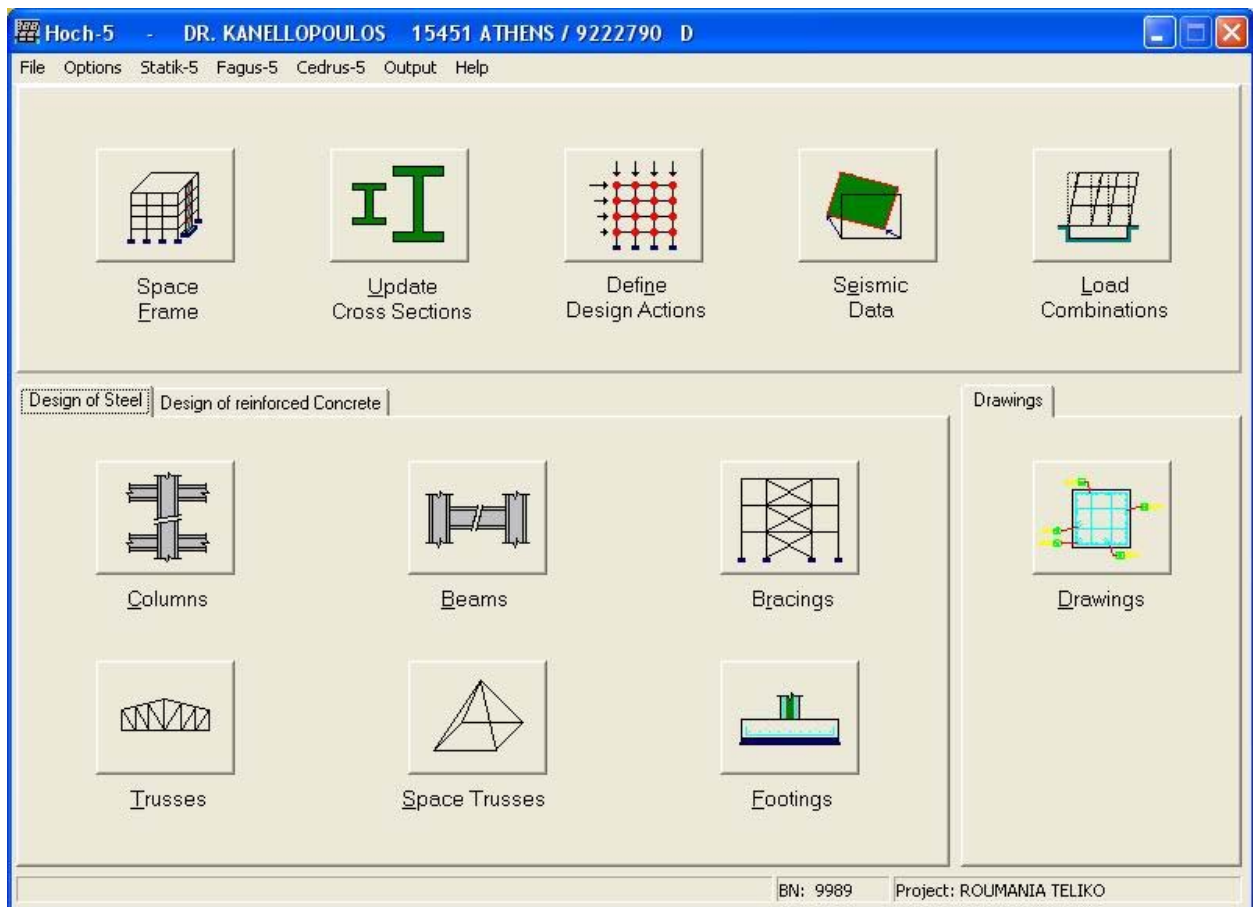 Hoch-5 - DR. KANELLOPOULOS 15451 ATHENS / 9222790 D
File Options Statik-5 Fagus-5 Cedrus-5 Output Help
Space
Frame
Update
Cross Sections
Define
Design Actions
Seismic
Data
Load
Combinations
Design of Steel
Design of reinforced Concrete
Drawings
Columns
Beams
Bracings
Drawings
Trusses
Space Trusses
Footings
BN: 9989
Project: ROUMANIA TELIKO